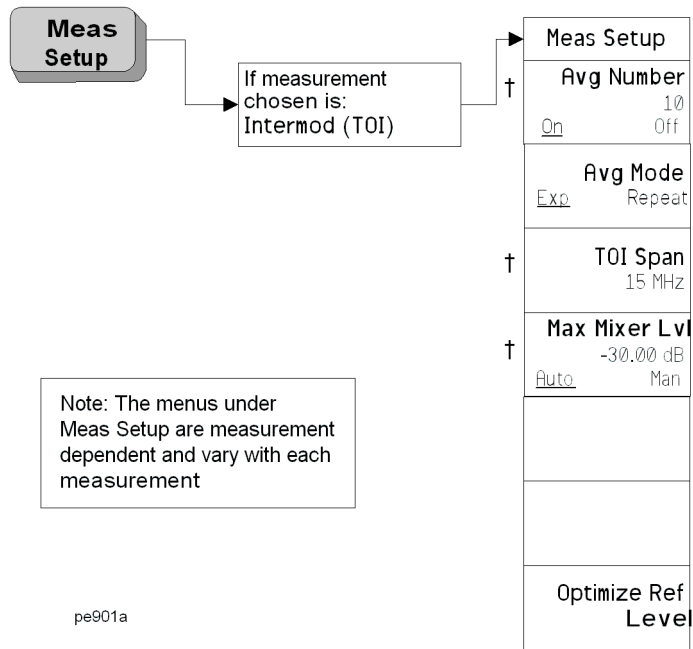 Meas
Setup
If measurement
chosen is:
Intermod (TOI)
Meas Setup
†
Avg Number
10
On Off
Avg Mode
Exp Repeat
†
TOI Span
15 MHz
†
Max Mixer Lvl
-30.00 dB
Auto Man
Optimize Ref
Level
Note: The menus under
Meas Setup are measurement
dependent and vary with each
measurement
pe901a